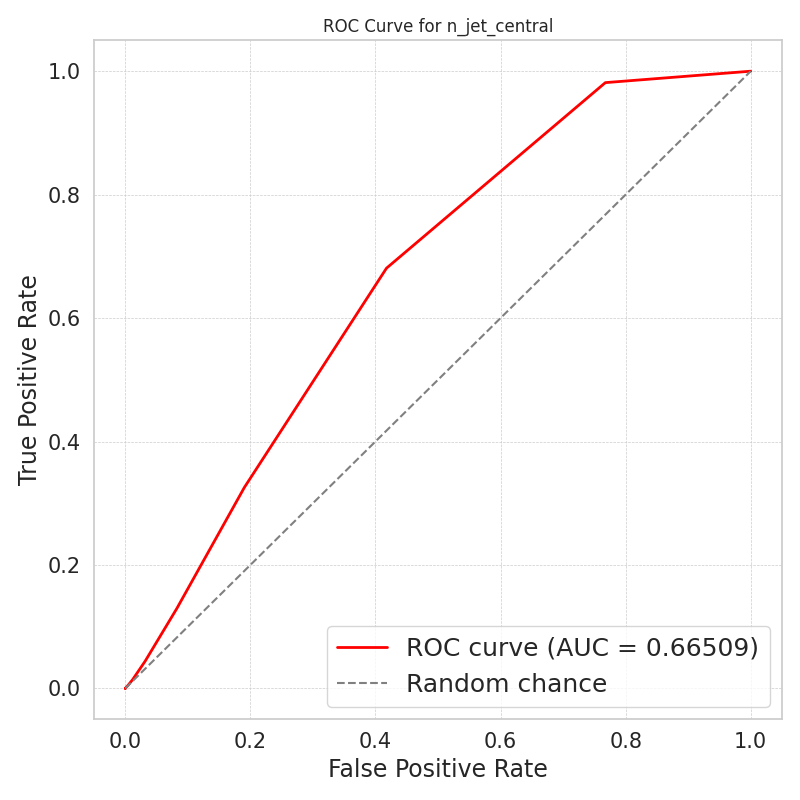 ROC Curve for n_jet_central
True Positive Rate
1.0
0.8
0.6
0.4
0.2
0.0
ROC curve (AUC = 0.66509)
Random chance
0.0 0.2 0.4 0.6 0.8 1.0
False Positive Rate